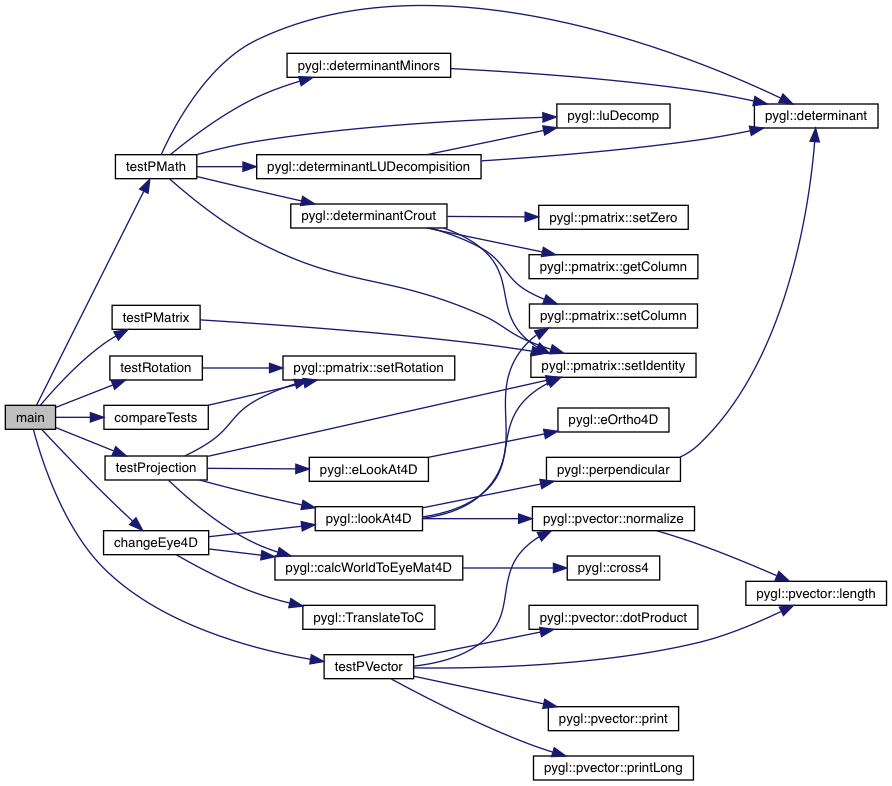 pygl::determinantMinors
pygl::determinant
pygl::luDecomp
testPMath
pygl::determinantLUDecompisition
pygl::determinantCrout
pygl::pmatrix::setZero
pygl::pmatrix::getColumn
testPMatrix
pygl::pmatrix::setColumn
testRotation
pygl::pmatrix::setRotation
pygl::pmatrix::setIdentity
main
compareTests
pygl::eOrtho4D
testProjection
pygl::eLookAt4D
pygl::perpendicular
changeEye4D
pygl::lookAt4D
pygl::pvector::normalize
pygl::calcWorldToEyeMat4D
pygl::cross4
pygl::pvector::length
pygl::TranslateToC
pygl::pvector::dotProduct
testPVector
pygl::pvector::print
pygl::pvector::printLong